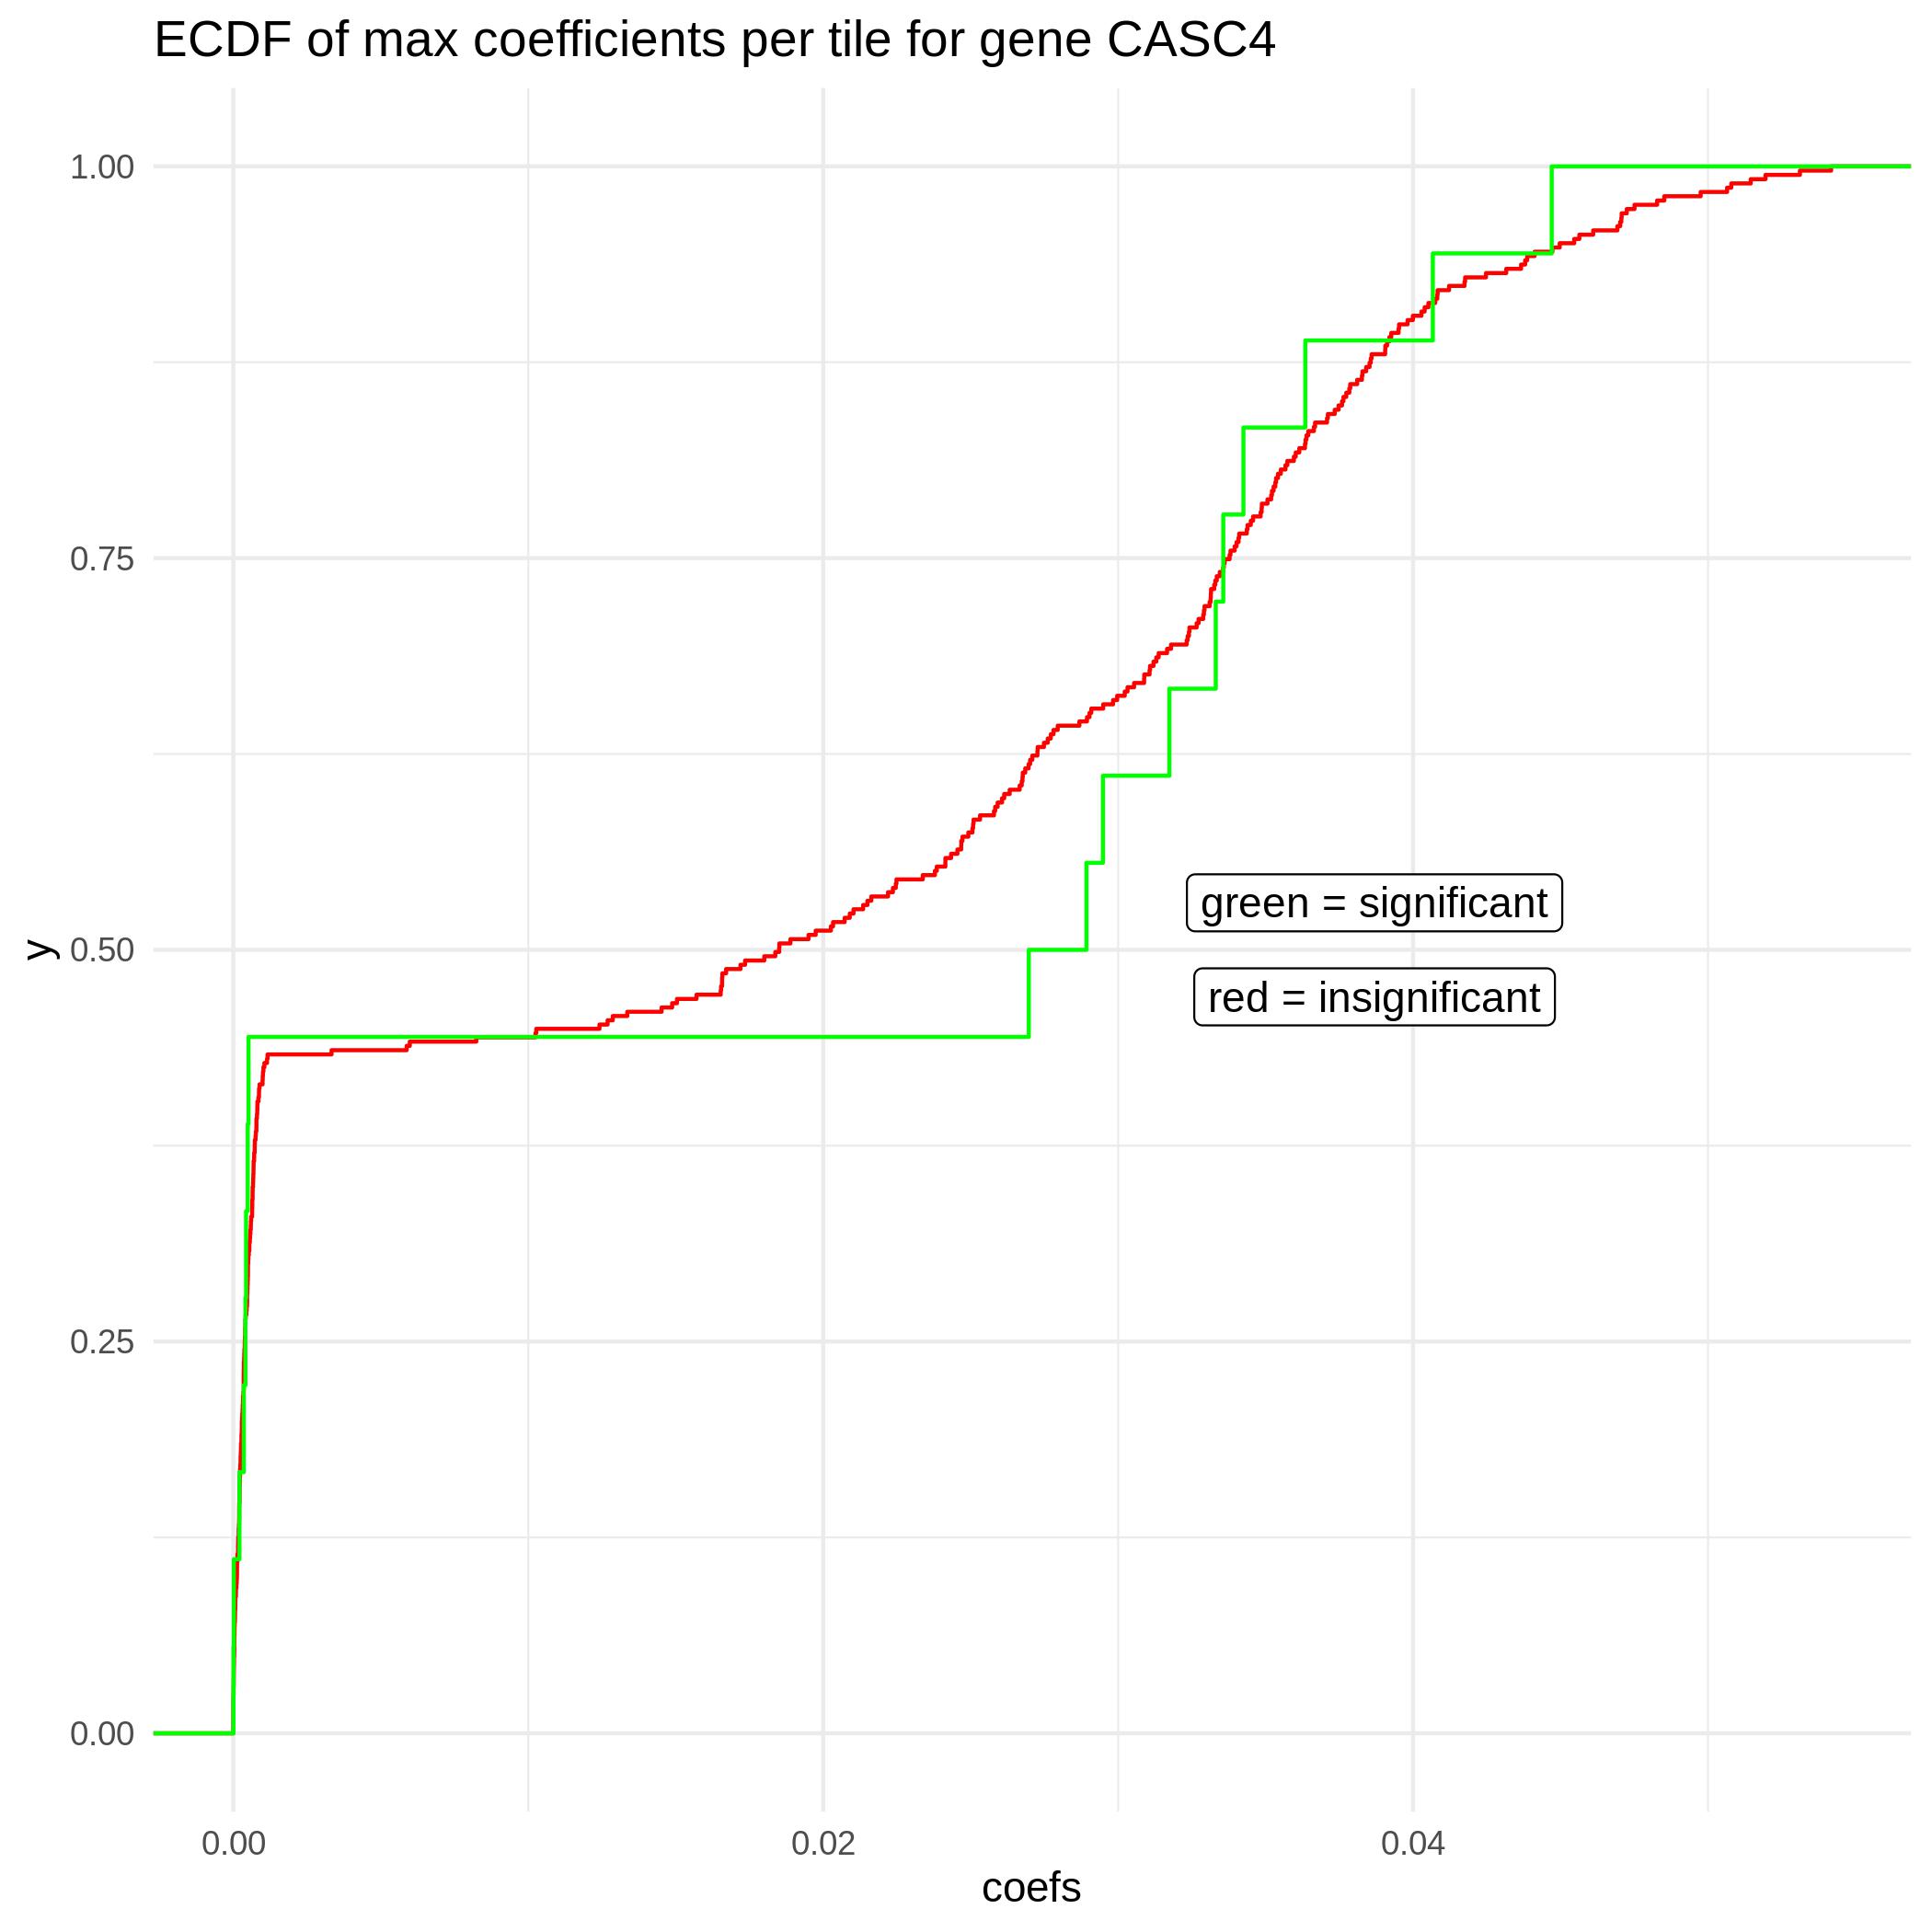 ECDF of max coefficients per tile for gene CASC4
1.00
0.75
0.50
0.25
0.00
y
green = significant
red = insignificant
0.00 0.02 0.04
coefs